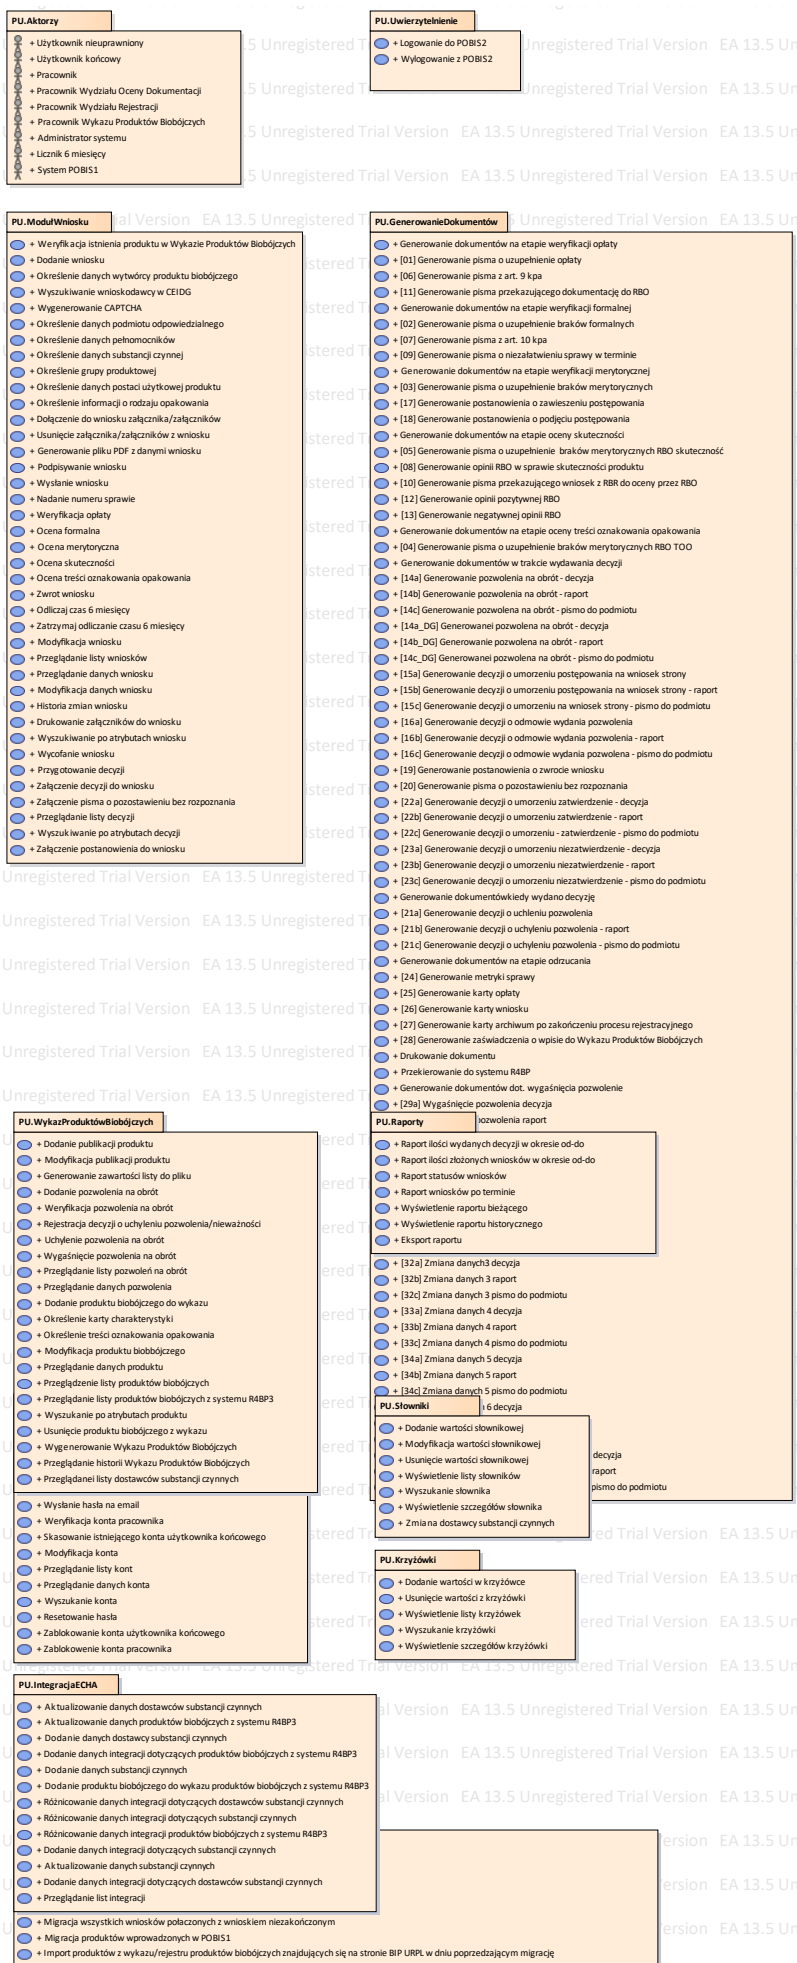 PU.Aktorzy
+ Użytkownik nieuprawniony
+ Użytkownik końcowy
+ Pracownik
+ Pracownik Wydziału Oceny Dokumentacji
+ Pracownik Wydziału Rejestracji
+ Pracownik Wykazu Produktów Biobójczych
+ Administrator systemu
+ Licznik 6 miesięcy
+ System POBIS1
PU.Uwierzytelnienie
+ Logowanie do POBIS2
+ Wylogowanie z POBIS2
PU.ModułWniosku
+ Weryfikacja istnienia produktu w Wykazie Produktów Biobójczych
+ Dodanie wniosku
+ Określenie danych wytwórcy produktu biobójczego
+ Wyszukiwanie wnioskodawcy w CEIDG
+ Wygenerowanie CAPTCHA
+ Określenie danych podmiotu odpowiedzialnego
+ Określenie danych pełnomocników
+ Określenie danych substancji czynnej
+ Określenie grupy produktowej
+ Określenie danych postaci użytkowej produktu
+ Określenie informacji o rodzaju opakowania
+ Dołączenie do wniosku załącznika/załączników
+ Usunięcie załącznika/załączników z wniosku
+ Generowanie pliku PDF z danymi wniosku
+ Podpisywanie wniosku
+ Wysłanie wniosku
+ Nadanie numeru sprawie
+ Weryfikacja opłaty
+ Ocena formalna
+ Ocena merytoryczna
+ Ocena skuteczności
+ Ocena treści oznakowania opakowania
+ Zwrot wniosku
+ Odliczaj czas 6 miesięcy
+ Zatrzymaj odliczanie czasu 6 miesięcy
+ Modyfikacja wniosku
+ Przeglądanie listy wniosków
+ Przeglądanie danych wniosku
+ Modyfikacja danych wniosku
+ Historia zmian wniosku
+ Drukowanie załączników do wniosku
+ Wyszukiwanie po atrybutach wniosku
+ Wycofanie wniosku
+ Przygotowanie decyzji
+ Załączenie decyzji do wniosku
+ Załączenie pisma o pozostawieniu bez rozpoznania
+ Przeglądanie listy decyzji
+ Wyszukiwanie po atrybutach decyzji
+ Załączenie postanowienia do wniosku
PU.GenerowanieDokumentów
+ Generowanie dokumentów na etapie weryfikacji opłaty
+ [01] Generowanie pisma o uzupełnienie opłaty
+ [06] Generowanie pisma z art. 9 kpa
+ [11] Generowanie pisma przekazującego dokumentację do RBO
+ Generowanie dokumentów na etapie weryfikacji formalnej
+ [02] Generowanie pisma o uzupełnienie braków formalnych
+ [07] Generowanie pisma z art. 10 kpa
+ [09] Generowanie pisma o niezałatwieniu sprawy w terminie
+ Generowanie dokumentów na etapie weryfikacji merytorycznej
+ [03] Generowanie pisma o uzupełnienie braków merytorycznych
+ [17] Generowanie postanowienia o zawieszeniu postępowania
+ [18] Generowanie postanowienia o podjęciu postępowania
+ Generowanie dokumentów na etapie oceny skuteczności
+ [05] Generowanie pisma o uzupełnienie braków merytorycznych RBO skuteczność
+ [08] Generowanie opinii RBO w sprawie skuteczności produktu
+ [10] Generowanie pisma przekazującego wniosek z RBR do oceny przez RBO
+ [12] Generowanie opinii pozytywnej RBO
+ [13] Generowanie negatywnej opinii RBO
+ Generowanie dokumentów na etapie oceny treści oznakowania opakowania
+ [04] Generowanie pisma o uzupełnienie braków merytorycznych RBO TOO
+ Generowanie dokumentów w trakcie wydawania decyzji
+ [14a] Generowanie pozwolenia na obrót - decyzja
+ [14b] Generowanie pozwolenia na obrót - raport
+ [14c] Generowanie pozwolena na obrót - pismo do podmiotu
+ [14a_DG] Generowanei pozwolena na obrót - decyzja
+ [14b_DG] Generowanie pozwolena na obrót - raport
+ [14c_DG] Generowanei pozwolena na obrót - pismo do podmiotu
+ [15a] Generowanie decyzji o umorzeniu postępowania na wniosek strony
+ [15b] Generowanie decyzji o umorzeniu postępowania na wniosek strony - raport
+ [15c] Generowanie decyzji o umorzeniu na wniosek strony - pismo do podmiotu
+ [16a] Generowanie decyzji o odmowie wydania pozwolenia
+ [16b] Generowanie decyzji o odmowie wydania pozwolenia - raport
+ [16c] Generowanie decyzji o odmowie wydania pozwolena - pismo do podmiotu
+ [19] Generowanie postanowienia o zwrocie wniosku
+ [20] Generowanie pisma o pozostawieniu bez rozpoznania
+ [22a] Generowanie decyzji o umorzeniu zatwierdzenie - decyzja
+ [22b] Generowanie decyzji o umorzeniu zatwierdzenie - raport
+ [22c] Generowanie decyzji o umorzeniu - zatwierdzenie - pismo do podmiotu
+ [23a] Generowanie decyzji o umorzeniu niezatwierdzenie - decyzja
+ [23b] Generowanie decyzji o umorzeniu niezatwierdzenie - raport
+ [23c] Generowanie decyzji o umorzeniu niezatwierdzenie - pismo do podmiotu
+ Generowanie dokumentówkiedy wydano decyzję
+ [21a] Generowanie decyzji o uchleniu pozwolenia
+ [21b] Generowanie decyzji o uchyleniu pozwolenia - raport
+ [21c] Generowanie decyzji o uchyleniu pozwolenia - pismo do podmiotu
+ Generowanie dokumentów na etapie odrzucania
+ [24] Generowanie metryki sprawy
+ [25] Generowanie karty opłaty
+ [26] Generowanie karty wniosku
+ [27] Generowanie karty archiwum po zakończeniu procesu rejestracyjnego
+ [28] Generowanie zaświadczenia o wpisie do Wykazu Produktów Biobójczych
+ Drukowanie dokumentu
+ Przekierowanie do systemu R4BP
+ Generowanie dokumentów dot. wygaśnięcia pozwolenie
+ [29a] Wygaśnięcie pozwolenia decyzja
pozwolenia raport
PU.WykazProduktówBiobójczych
+ Dodanie publikacji produktu
+ Modyfikacja publikacji produktu
+ Generowanie zawartości listy do pliku
+ Dodanie pozwolenia na obrót
+ Weryfikacja pozwolenia na obrót
+ Rejestracja decyzji o uchyleniu pozwolenia/nieważności
+ Uchylenie pozwolenia na obrót
+ Wygaśnięcie pozwolenia na obrót
+ Przeglądanie listy pozwoleń na obrót
+ Przeglądanie danych pozwolenia
+ Dodanie produktu biobójczego do wykazu
+ Określenie karty charakterystyki
+ Określenie treści oznakowania opakowania
+ Modyfikacja produktu biobbójczego
+ Przeglądanie danych produktu
+ Przeglądzenie listy produktów biobójczych
+ Przeglądanie listy produktów biobójczych z systemu R4BP3
+ Wyszukanie po atrybutach produktu
+ Usunięcie produktu biobójczego z wykazu
+ Wygenerowanie Wykazu Produktów Biobójczych
+ Przeglądanie historii Wykazu Produktów Biobójczych
+ Przeglądanei listy dostawców substancji czynnych
+ Wysłanie hasła na email
+ Weryfikacja konta pracownika
+ Skasowanie istniejącego konta użytkownika końcowego
+ Modyfikacja konta
+ Przeglądanie listy kont
+ Przeglądanie danych konta
+ Wyszukanie konta
+ Resetowanie hasła
+ Zablokowanie konta użytkownika końcowego
+ Zablokowenie konta pracownika
PU.Raporty
+ Raport ilości wydanych decyzji w okresie od-do
+ Raport ilości złożonych wniosków w okresie od-do
+ Raport statusów wniosków
+ Raport wniosków po terminie
+ Wyświetlenie raportu bieżącego
+ Wyświetlenie raportu historycznego
+ Eksport raportu
+ [32a] Zmiana danych3 decyzja
+ [32b] Zmiana danych 3 raport
+ [32c] Zmiana danych 3 pismo do podmiotu
+ [33a] Zmiana danych 4 decyzja
+ [33b] Zmiana danych 4 raport
+ [33c] Zmiana danych 4 pismo do podmiotu
+ [34a] Zmiana danych 5 decyzja
+ [34b] Zmiana danych 5 raport
+ [34c] Zmiana danych 5 pismo do podmiotu
6 decyzja
decyzja
raport
pismo do podmiotu
PU.Słowniki
+ Dodanie wartości słownikowej
+ Modyfikacja wartości słownikowej
+ Usunięcie wartości słownikowej
+ Wyświetlenie listy słowników
+ Wyszukanie słownika
+ Wyświetlenie szczegółów słownika
+ Zmiana dostawcy substancji czynnych
PU.Krzyżówki
+ Dodanie wartości w krzyżówce
+ Usunięcie wartości z krzyżówki
+ Wyświetlenie listy krzyżówek
+ Wyszukanie krzyżówki
+ Wyświetlenie szczegółów krzyżówki
PU.IntegracjaECHA
+ Aktualizowanie danych dostawców substancji czynnych
+ Aktualizowanie danych produktów biobójczych z systemu R4BP3
+ Dodanie danych dostawcy substancji czynnych
+ Dodanie danych integracji dotyczących produktów biobójczych z systemu R4BP3
+ Dodanie danych substancji czynnej
+ Dodanie produktu biobójczego do wykazu produktów biobójczych z systemu R4BP3
+ Różnicowanie danych integracji dotyczących dostawców substancji czynnych
+ Różnicowanie danych integracji dotyczących substancji czynnych
+ Różnicowanie danych integracji produktów biobójczych z systemu R4BP3
+ Dodanie danych integracji dotyczących substancji czynnych
+ Aktualizowanie danych substancji czynnych
+ Dodanie danych integracji dotyczących dostawców substancji czynnych
+ Przeglądanie list integracji
+ Migracja wszystkich wniosków połaczonych z wnioskiem niezakończonym
+ Migracja produktów wprowadzonych w POBIS1
+ Import produktów z wykazu/rejestru produktów biobójczych znajdujących się na stronie BIP URPL w dniu poprzedzającym migrację